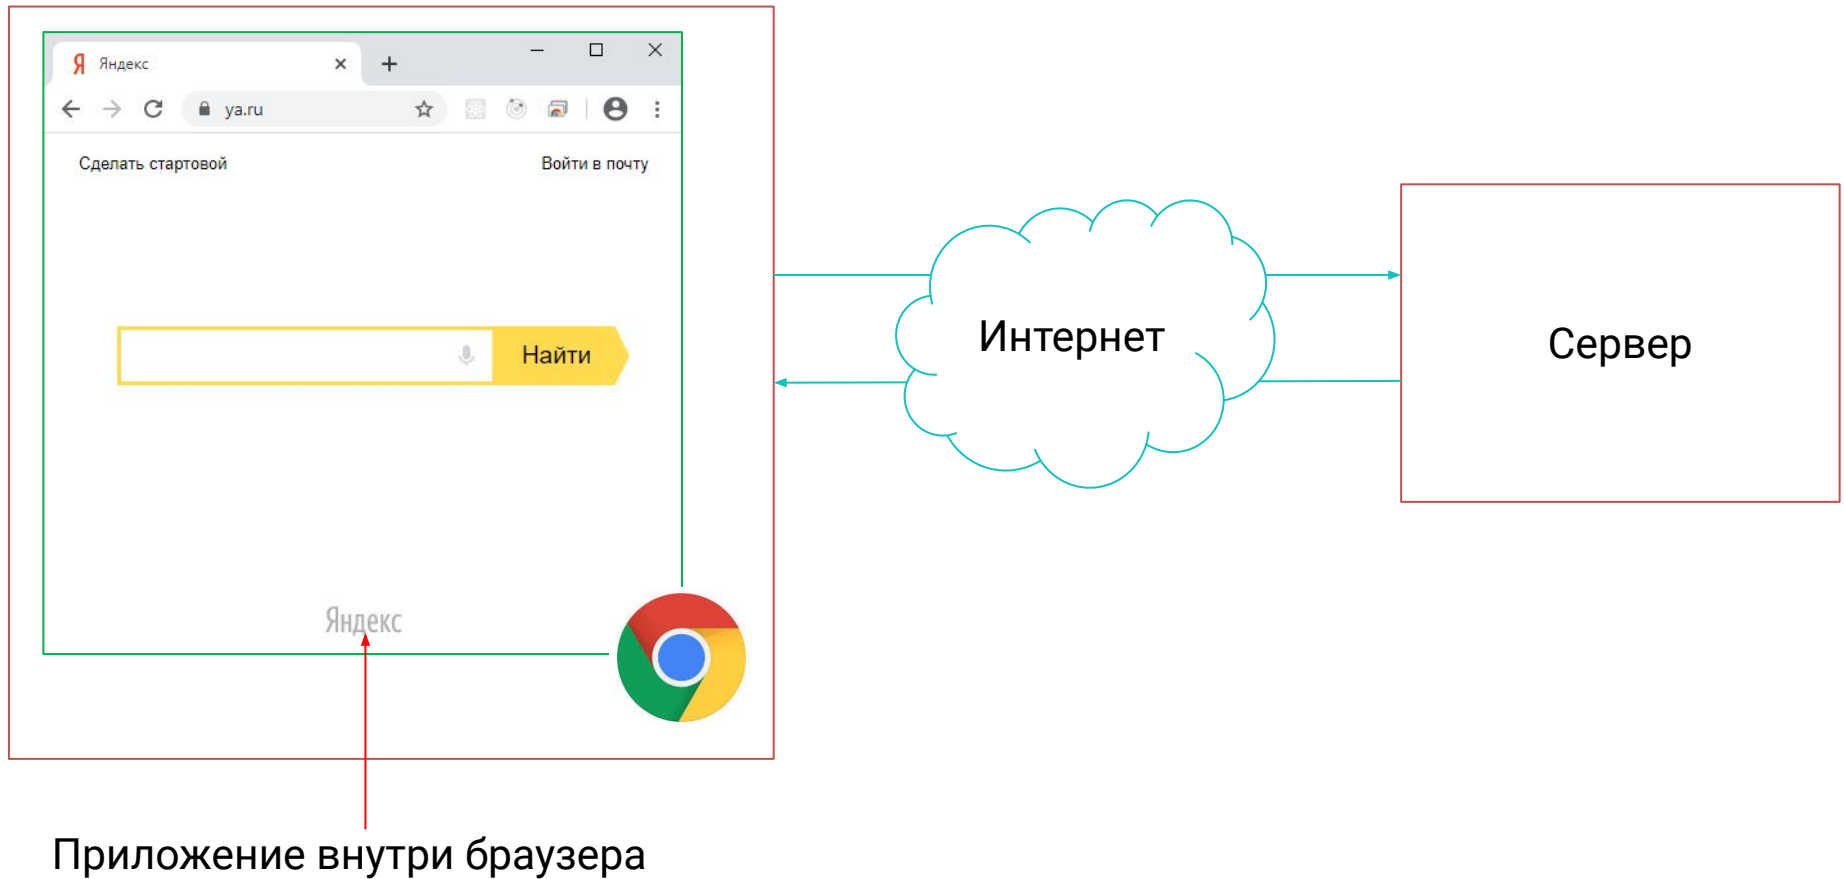 Я Яндекс
ya.ru
Сделать стартовой
Войти в почту
Найти
Яндекс
Интернет
Сервер
Приложение внутри браузера